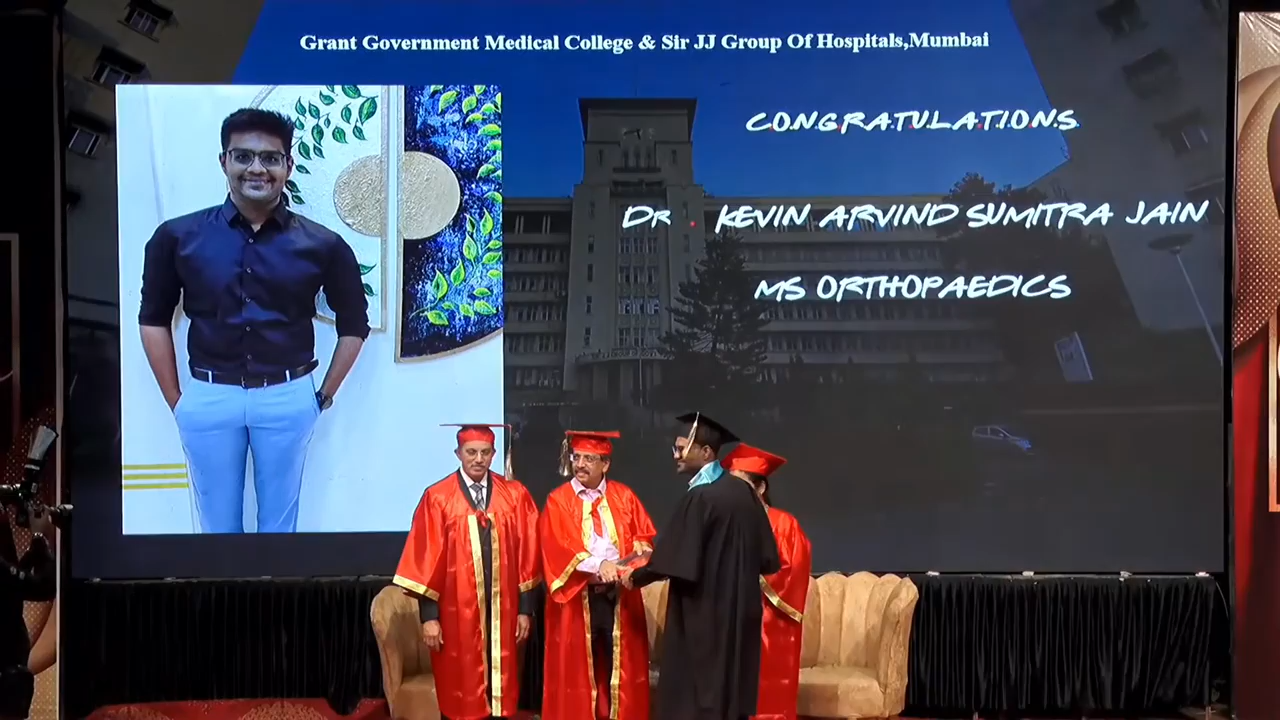 Grant Government Medical College & Sir JJ Group Of Hospitals,Mumbai
CONGRATULATIONS
DR . KEVIN ARVIND SUMITRA JAIN
MS ORTHOPAEDICS